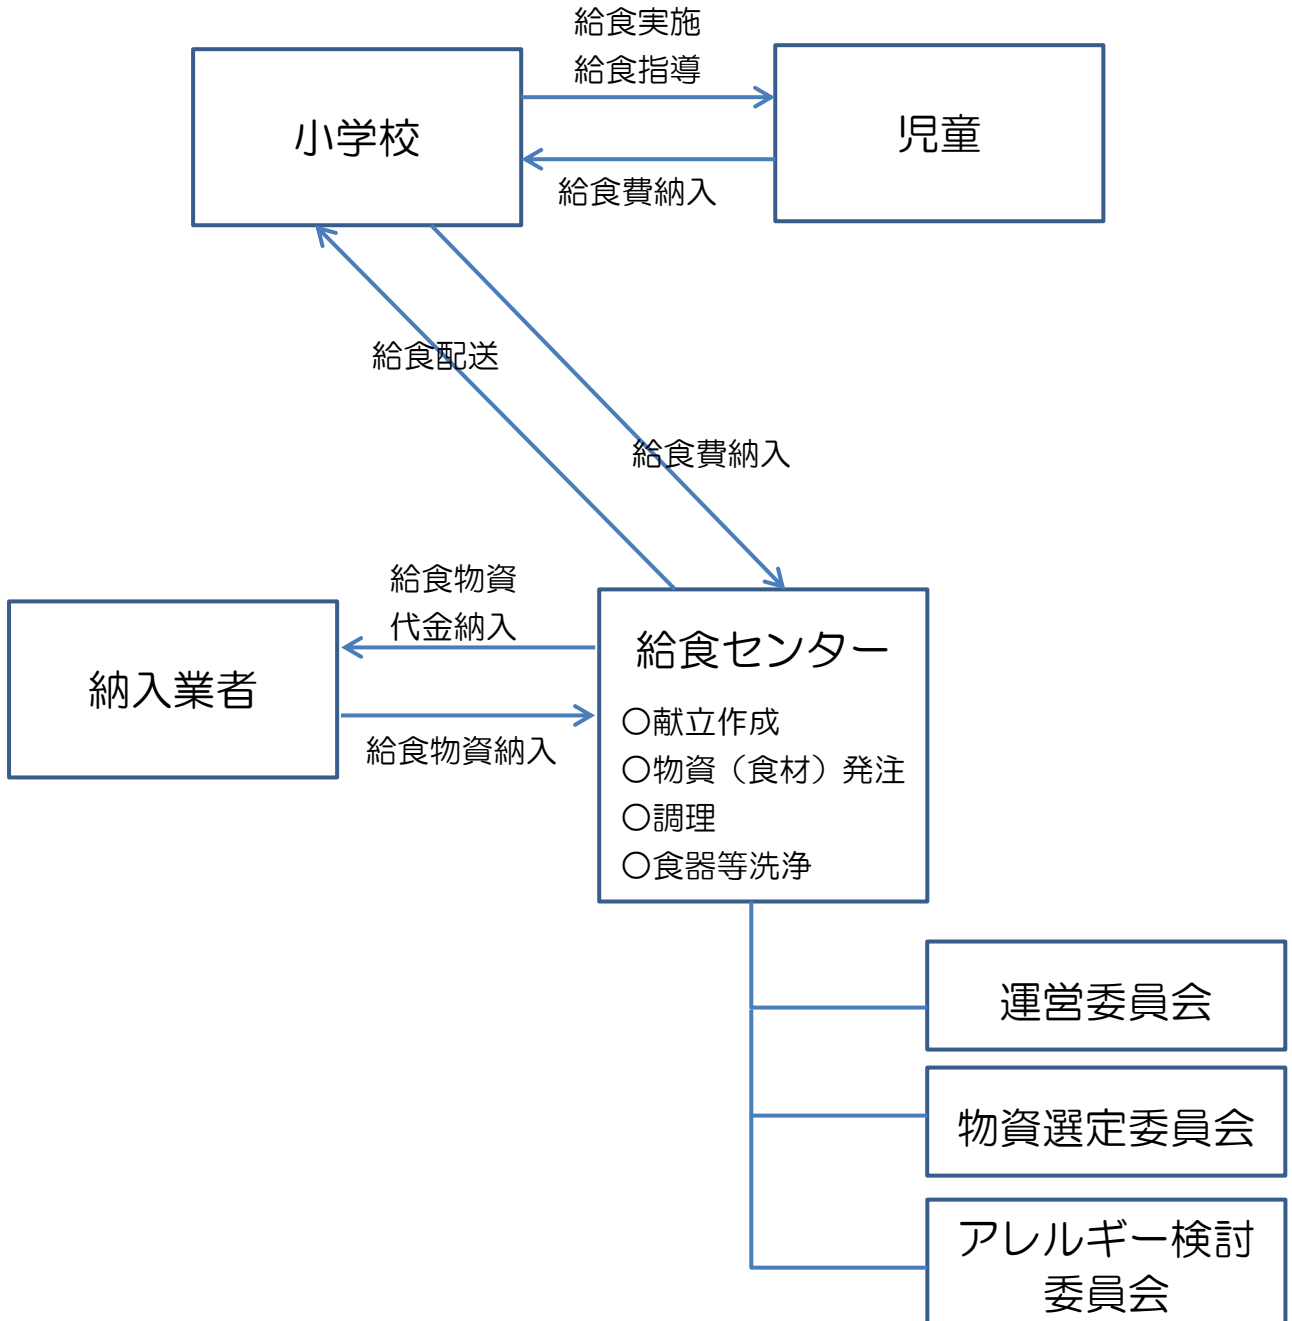 給食実施
給食指導
小学校
児童
給食費納入
給食配送
給食費納入
給食物資
代金納入
納入業者
給食物資納入
給食センター
〇献立作成
〇物資（食材）発注
〇調理
〇食器等洗浄
運営委員会
物資選定委員会
アレルギー検討
委員会